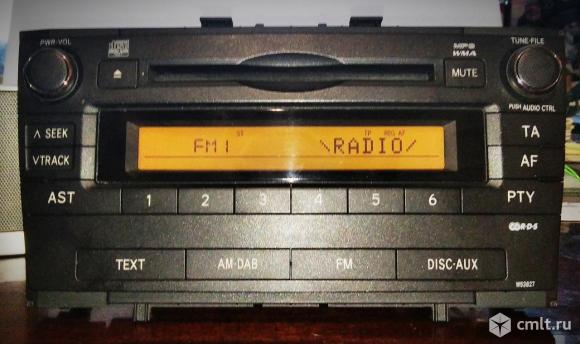 PWR·VOL
TUNE·FILE
MP3
WMA
MUTE
PUSH AUDIO CTRL
∧ SEEK
TA
ST
TP REG AF
FM1
\RADIO/
∨TRACK
AF
AST
1
2
3
4
5
6
PTY
R·D·S
TEXT
AM·DAB
FM
DISC·AUX
W53827
cmlt.ru